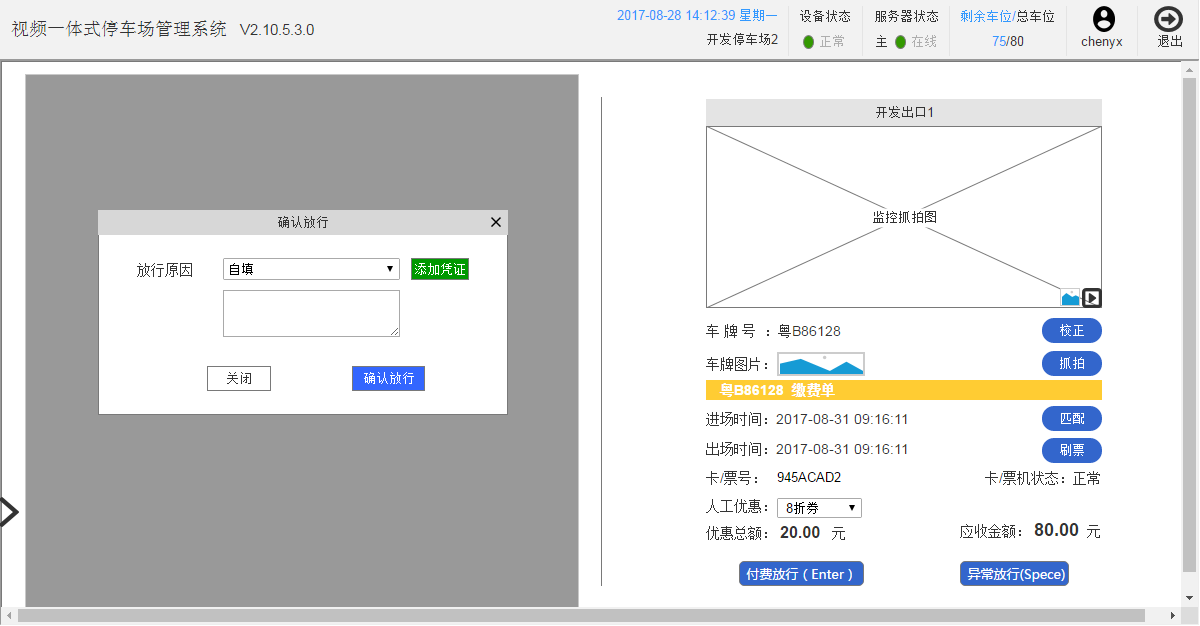 视频一体式停车场管理系统 V2.10.5.3.0
2017-08-28 14:12:39 星期一
开发停车场2
设备状态
正常
服务器状态
主 在线
剩余车位/总车位
75/80
chenyx
退出
确认放行
放行原因 自填 添加凭证
关闭 确认放行
开发出口1
监控抓拍图
车 牌 号 ：粤B86128 校正
车牌图片： 抓拍
粤B86128 缴费单
进场时间：2017-08-31 09:16:11 匹配
出场时间：2017-08-31 09:16:11 刷票
卡/票号： 945ACAD2 卡/票机状态：正常
人工优惠： 8折券
优惠总额： 20.00 元 应收金额： 80.00 元
付费放行（Enter） 异常放行(Spece)